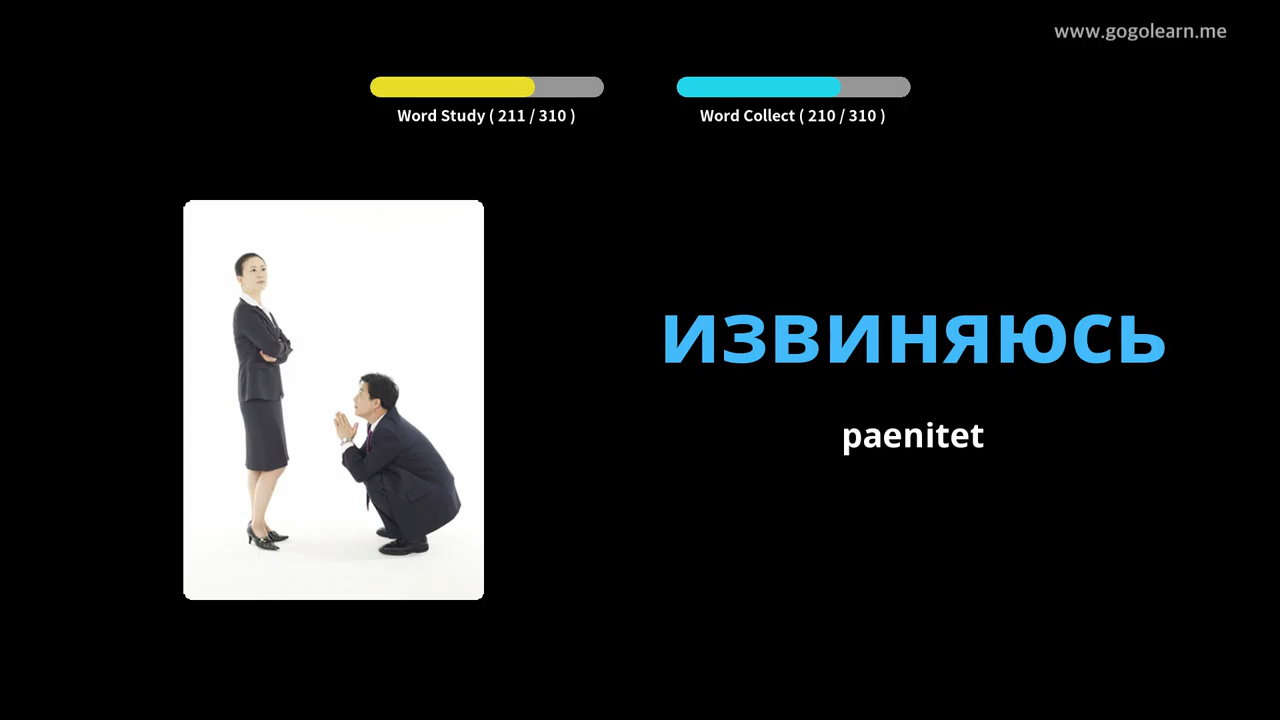 www.gogolearn.me
Word Study ( 211 / 310 )
Word Collect ( 210 / 310 )
извиняюсь
paenitet